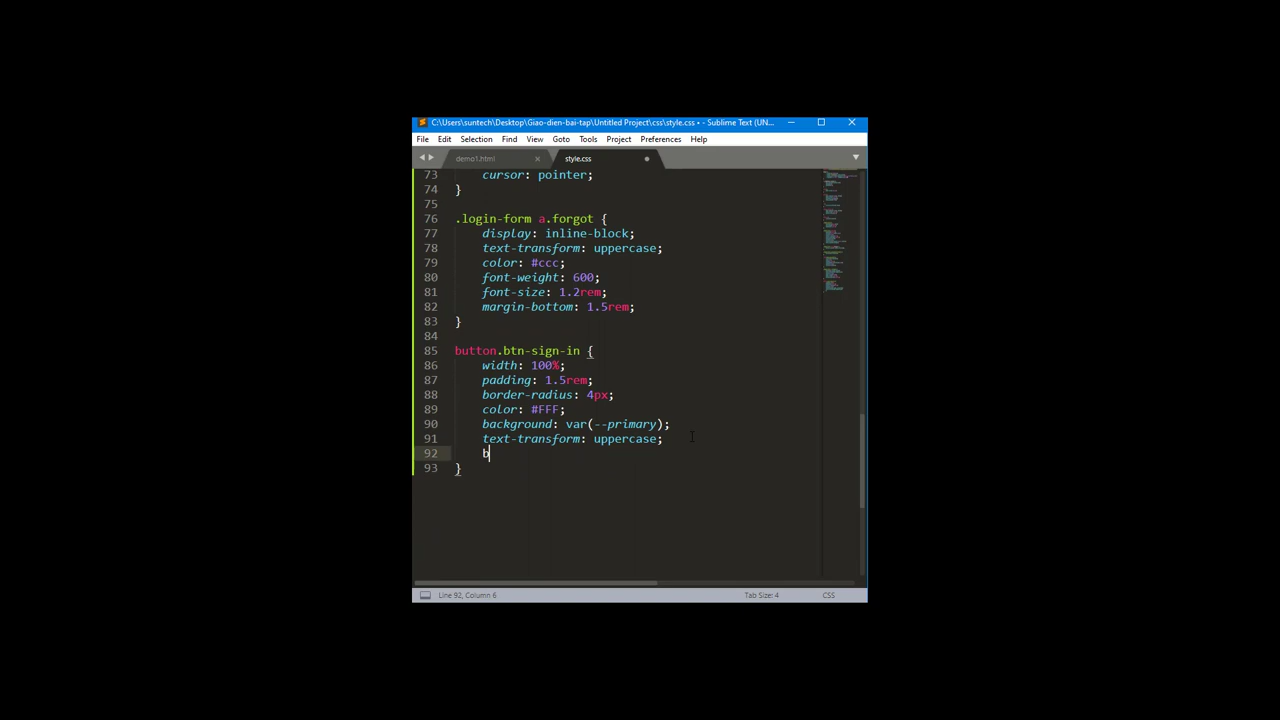 C:\Users\suntech\Desktop\Giao-dien-bai-tap\Untitled Project\css\style.css • - Sublime Text (UN...
File Edit Selection Find View Goto Tools Project Preferences Help
demo1.html style.css
73 cursor: pointer;
74 }
75
76 .login-form a.forgot {
77 display: inline-block;
78 text-transform: uppercase;
79 color: #ccc;
80 font-weight: 600;
81 font-size: 1.2rem;
82 margin-bottom: 1.5rem;
83 }
84
85 button.btn-sign-in {
86 width: 100%;
87 padding: 1.5rem;
88 border-radius: 4px;
89 color: #FFF;
90 background: var(--primary);
91 text-transform: uppercase;
92 b
93 }
Line 92, Column 6 Tab Size: 4 CSS